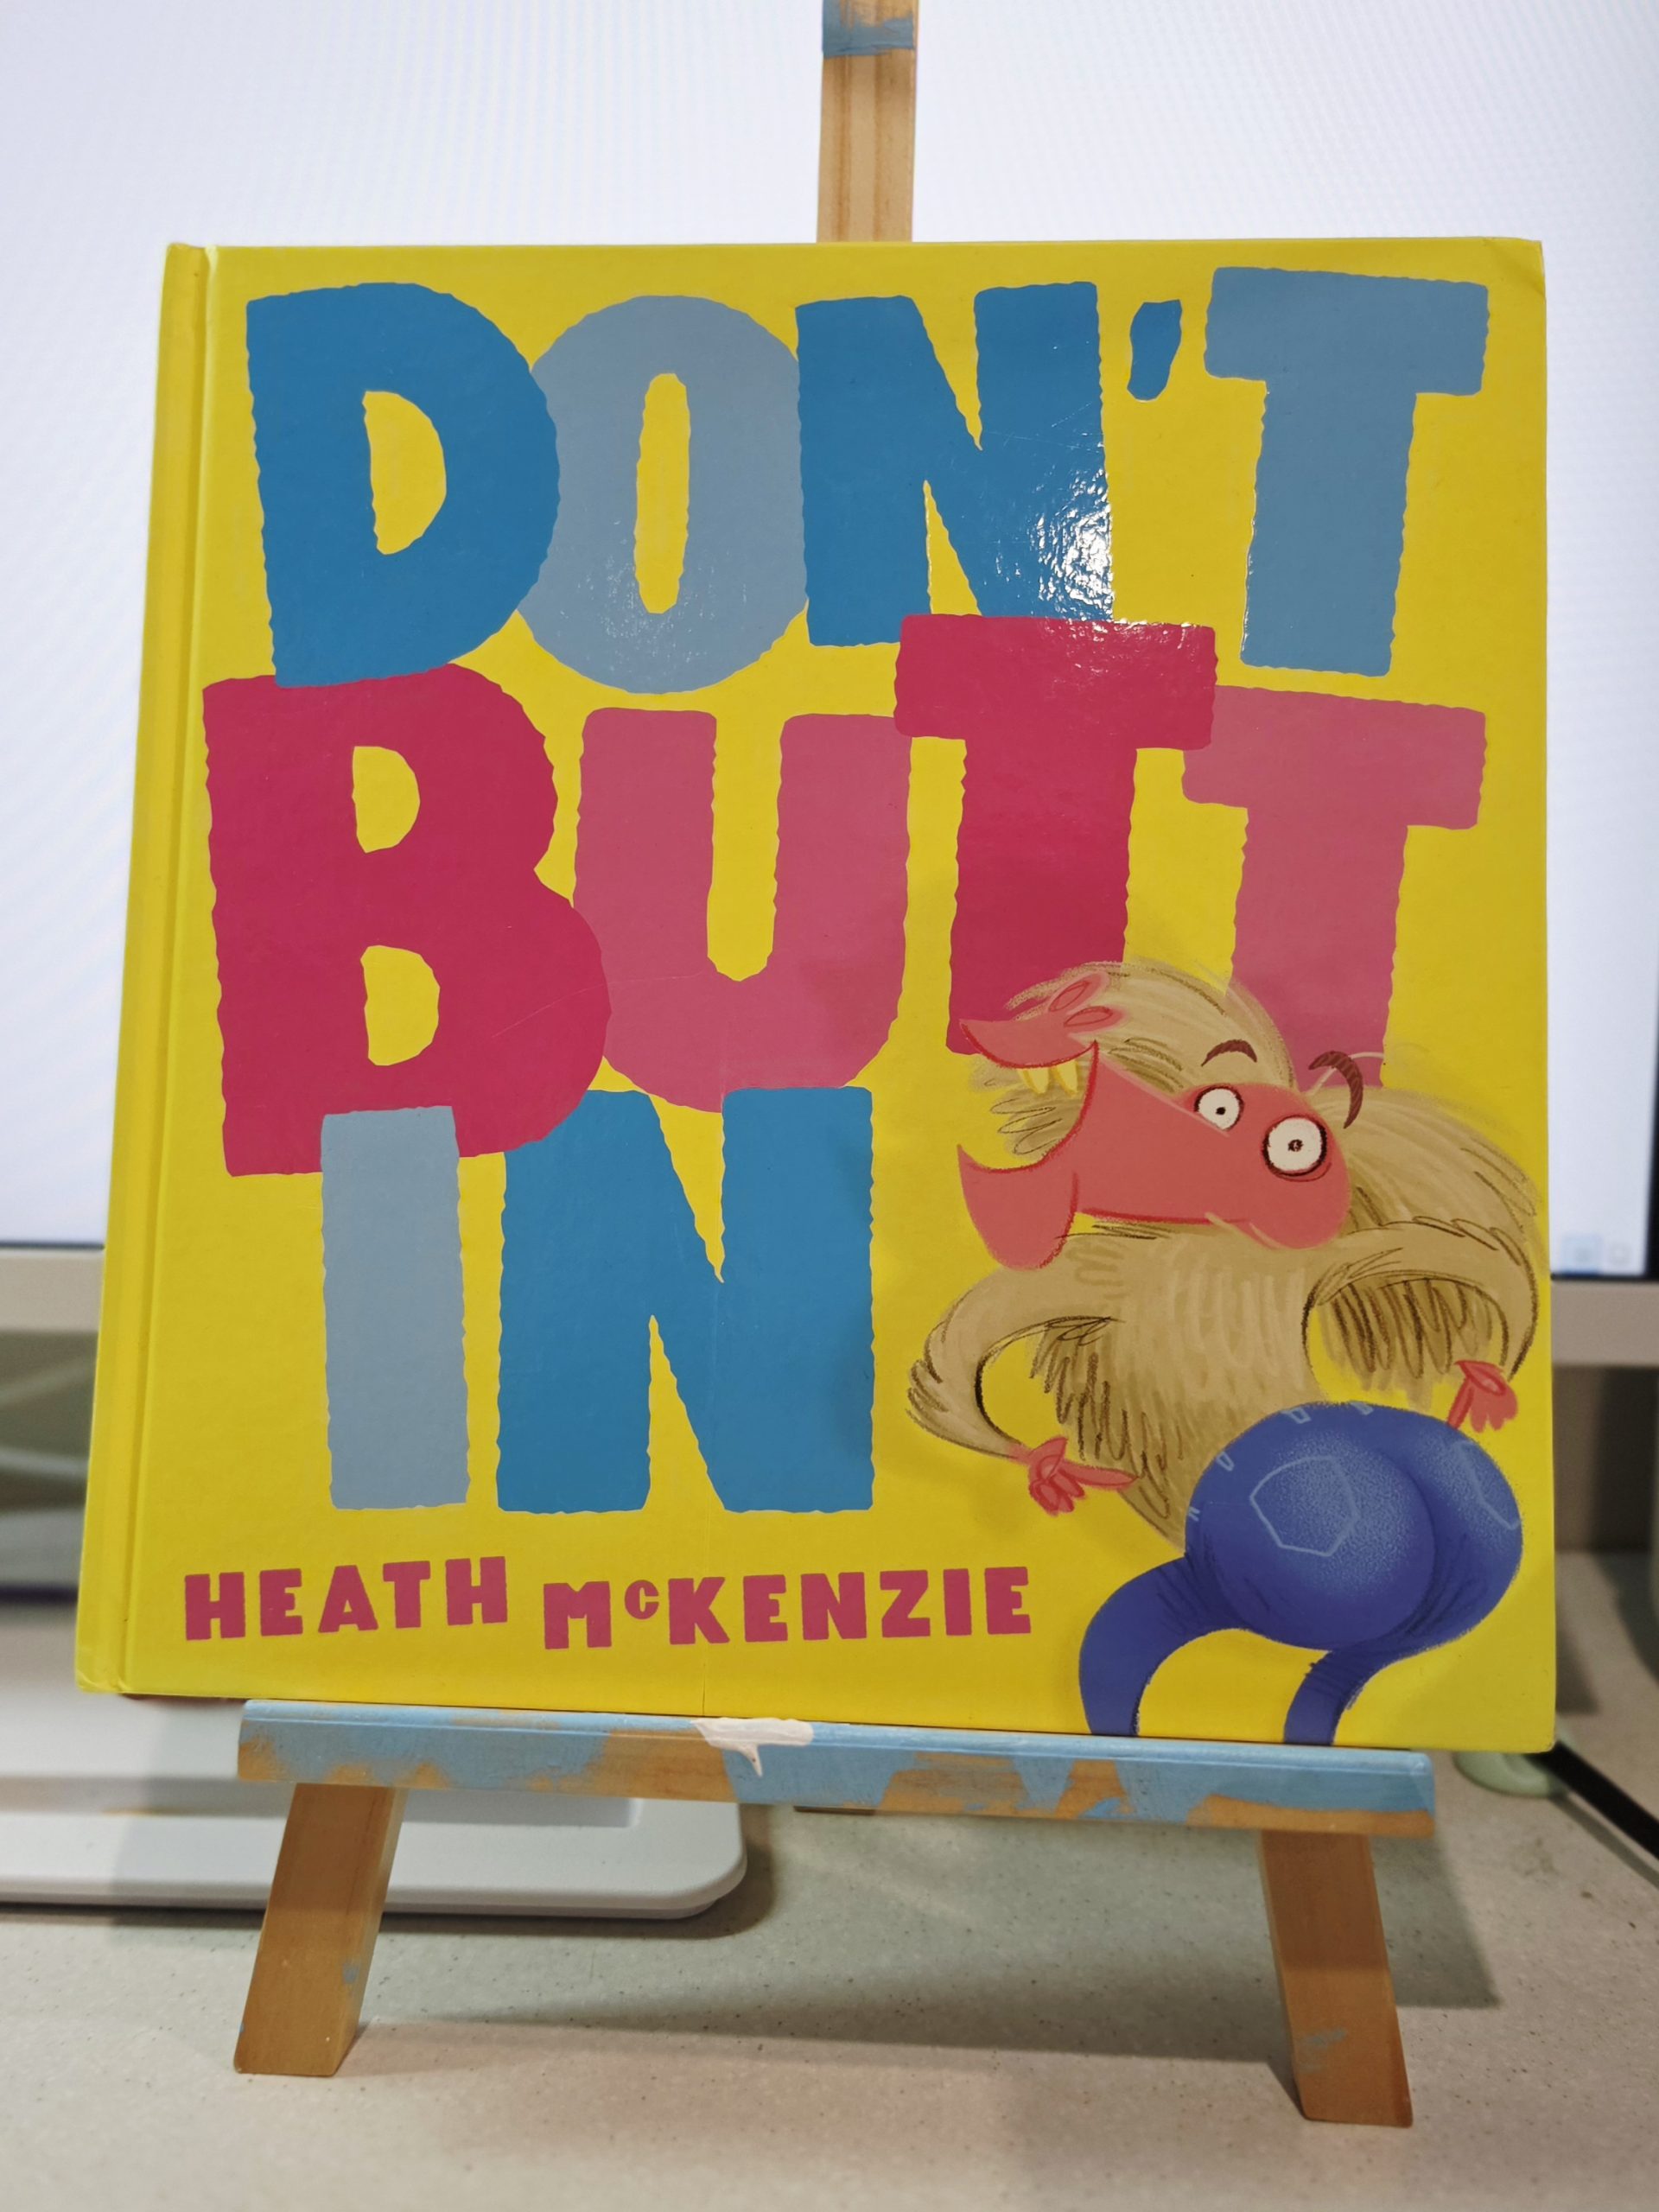 DON'T
BUTT
IN
HEATH McKENZIE